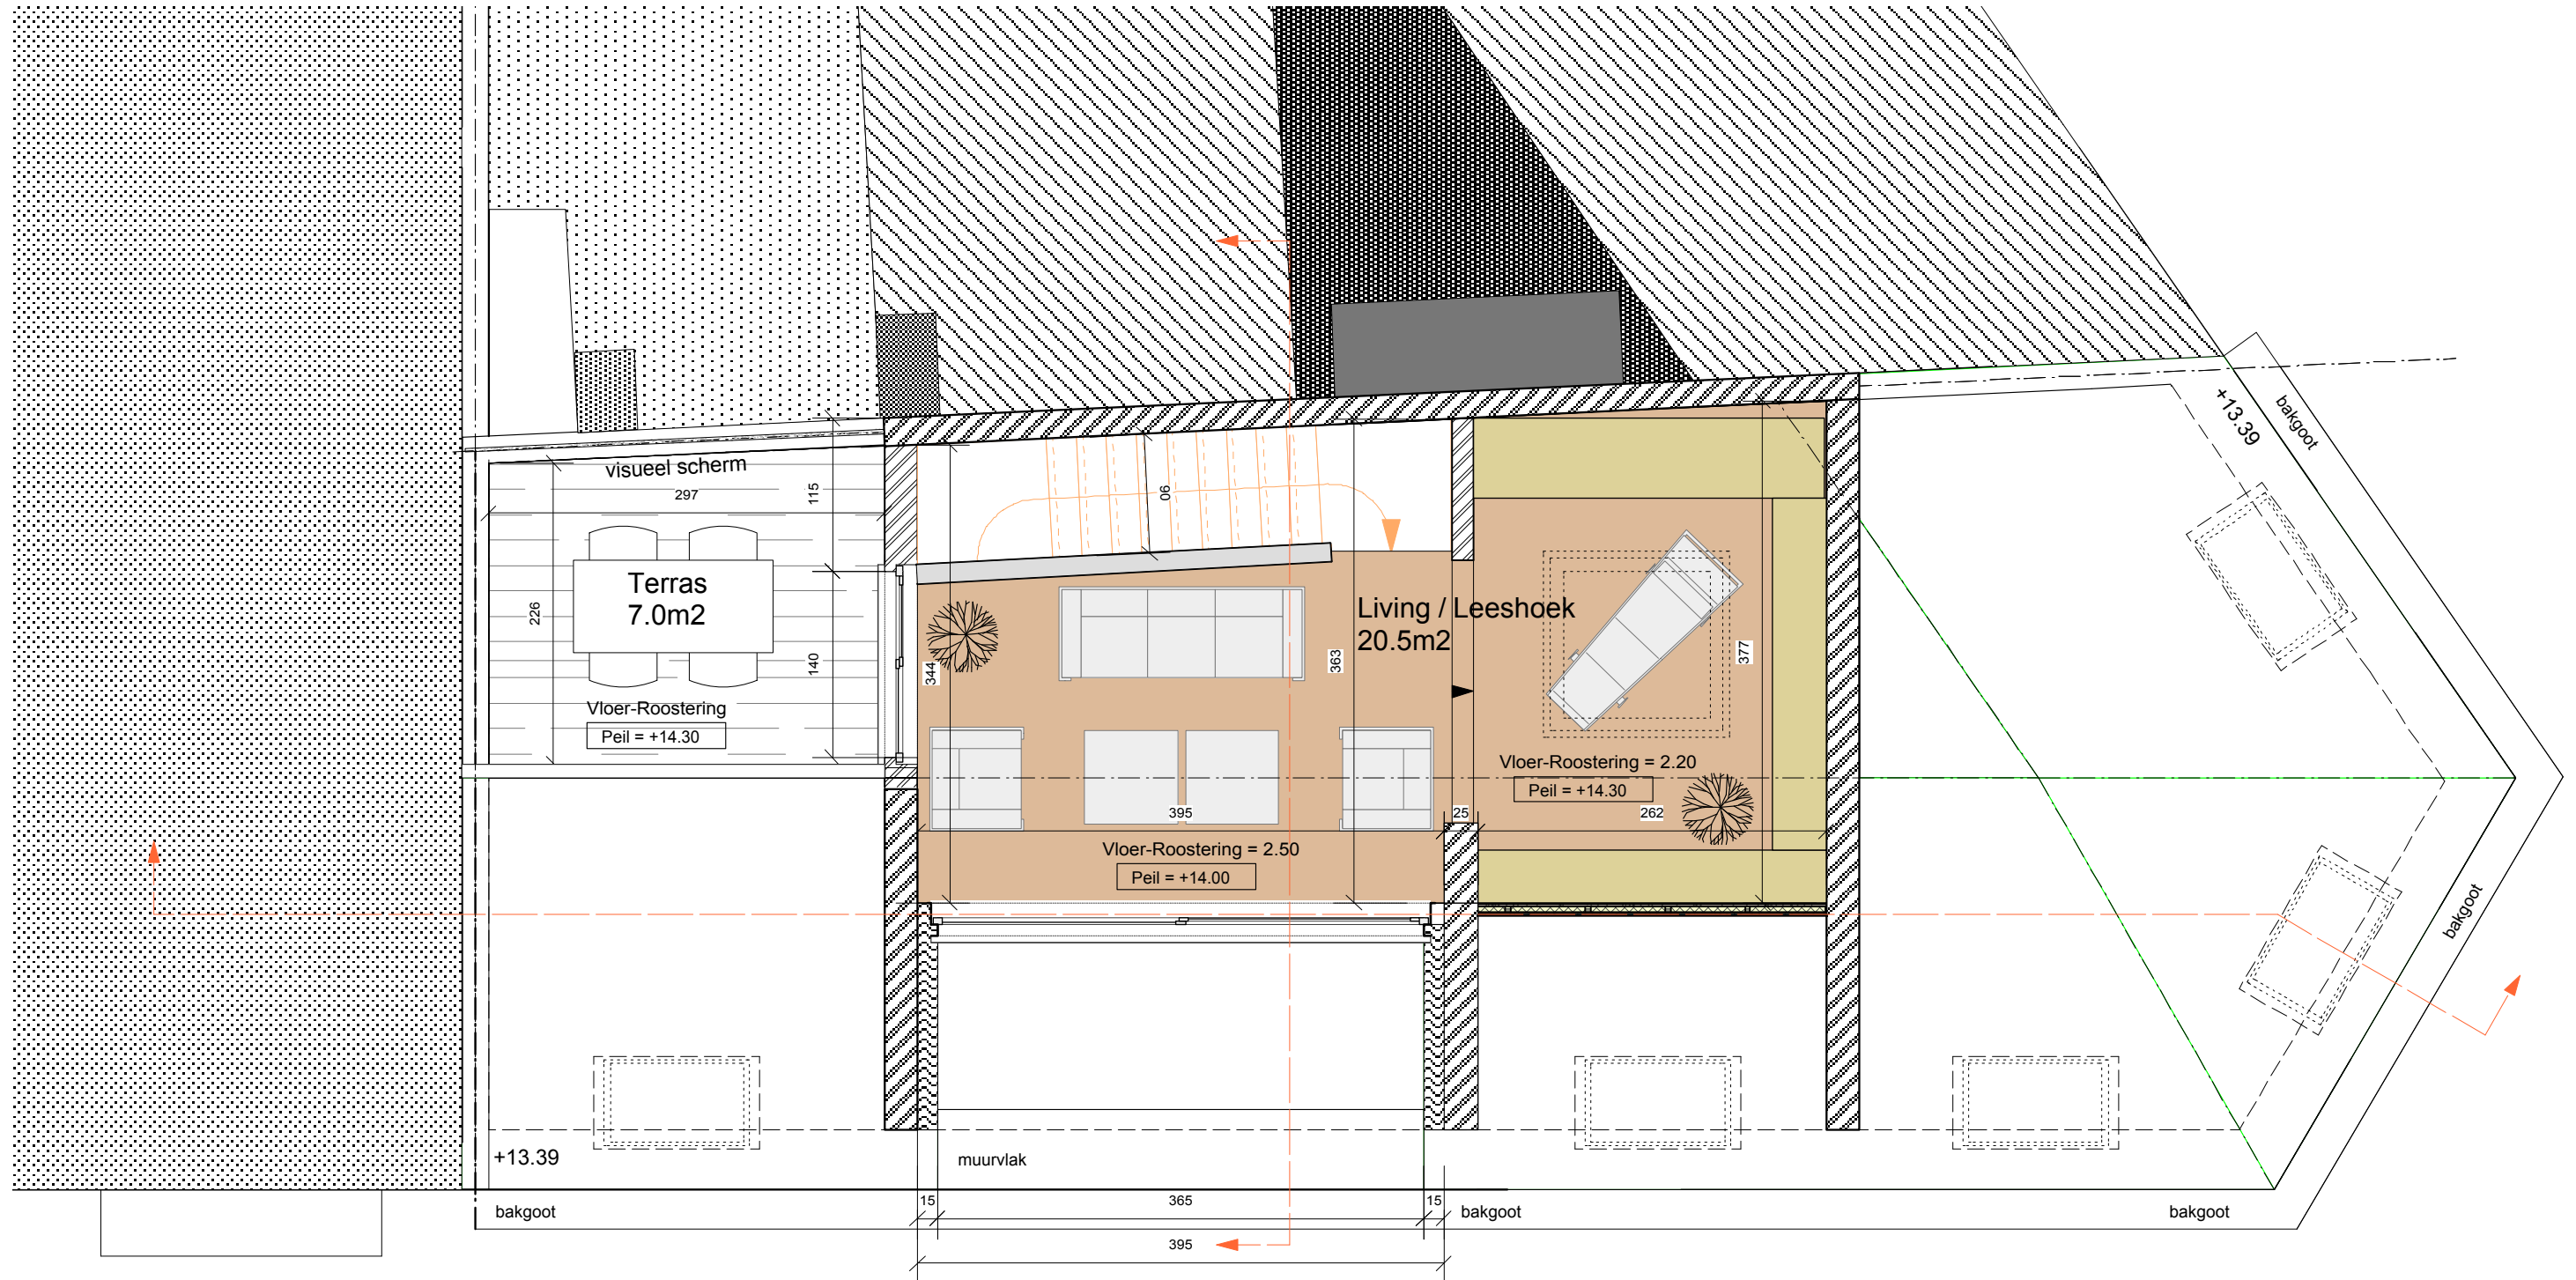 bakgoot
+13.39
visueel scherm
297
115
90
Terras
7.0m2
226
140
344
363
377
Living / Leeshoek
20.5m2
Vloer-Roostering
Peil = +14.30
Vloer-Roostering = 2.20
Peil = +14.30
395
25
262
Vloer-Roostering = 2.50
Peil = +14.00
bakgoot
+13.39
muurvlak
15
365
15
bakgoot
bakgoot
bakgoot
395